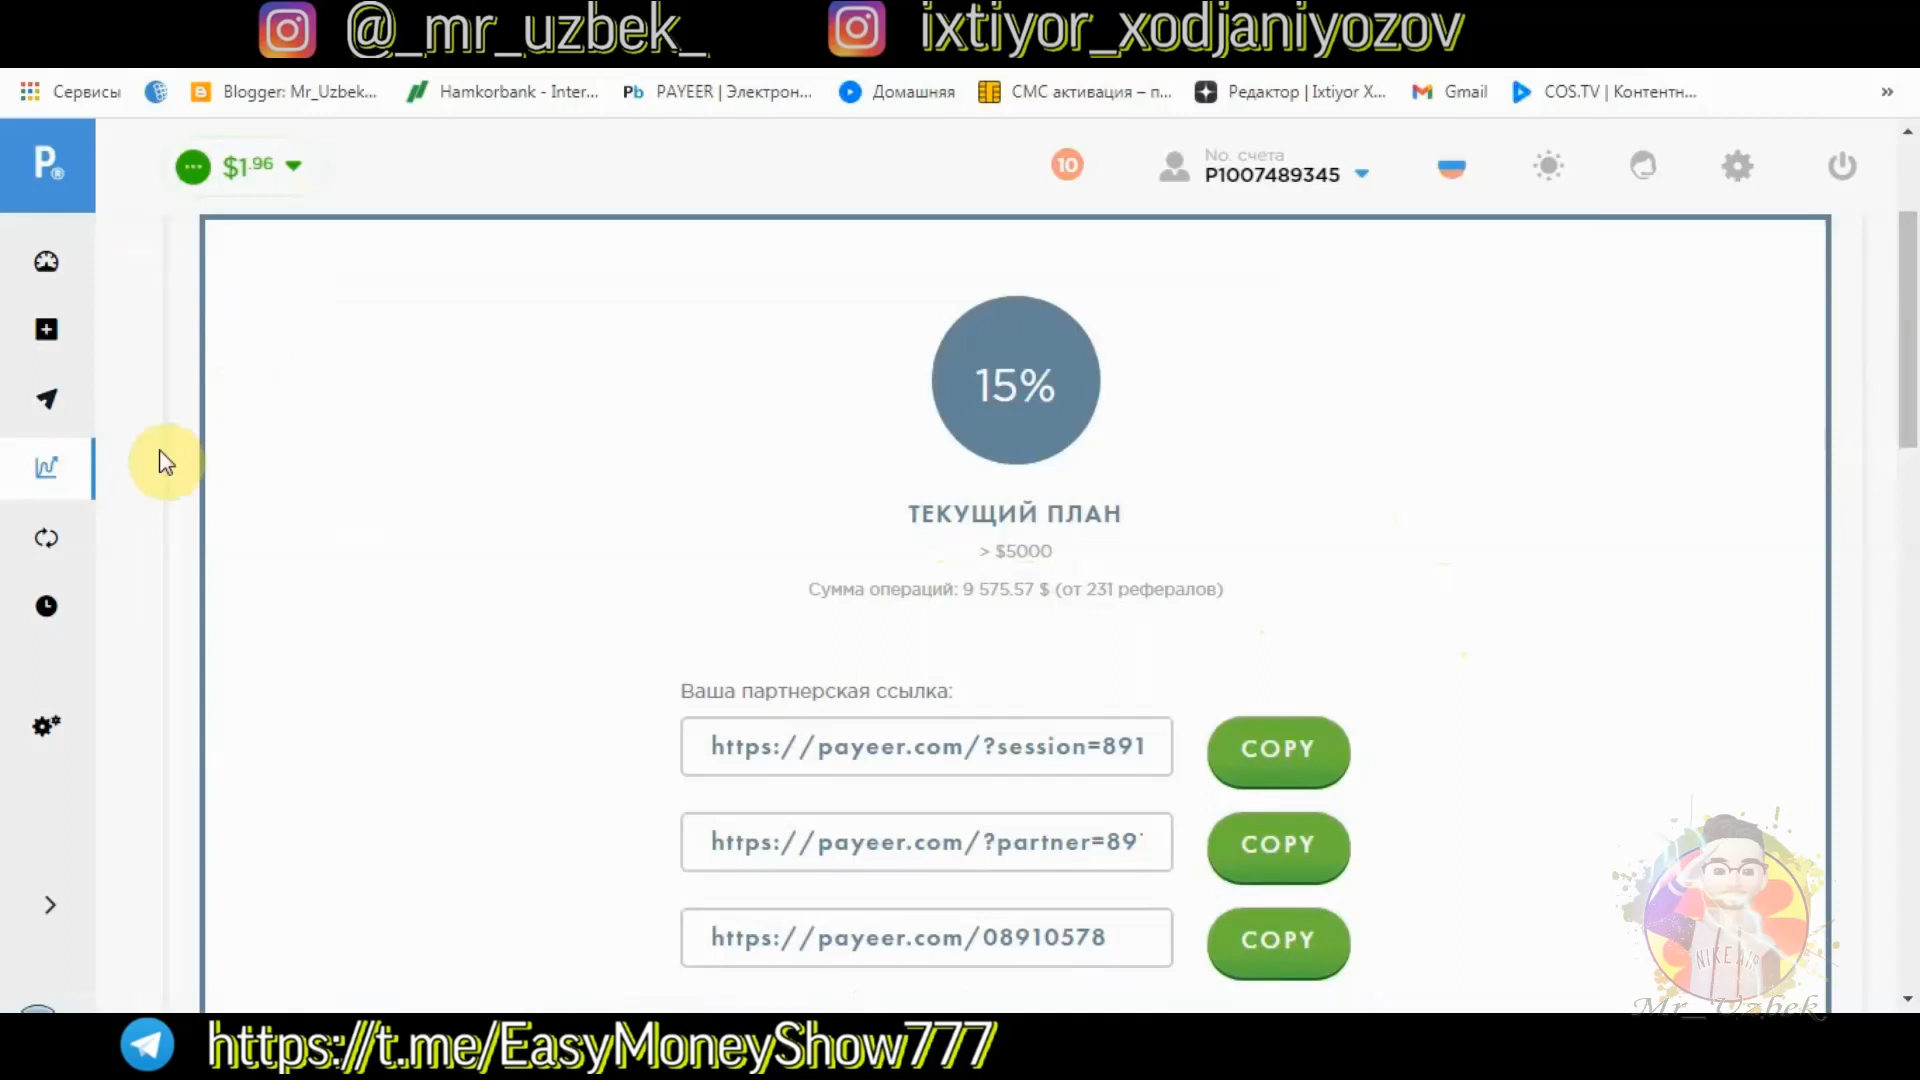 @_mr_uzbek_
ixtiyor_xodjaniyozov
Сервисы
Blogger: Mr_Uzbek...
Hamkorbank - Inter...
Pb PAYEER | Электрон...
Домашняя
СМС активация – п...
Редактор | Ixtiyor X...
Gmail
COS.TV | Контентн...
»
P®
$1.96
10
No. счета
P1007489345
15%
ТЕКУЩИЙ ПЛАН
> $5000
Сумма операций: 9 575.57 $ (от 231 рефералов)
Ваша партнерская ссылка:
https://payeer.com/?session=891
COPY
https://payeer.com/?partner=89
COPY
https://payeer.com/08910578
COPY
NIKE AIR
Mr_Uzbek
https://t.me/EasyMoneyShow777